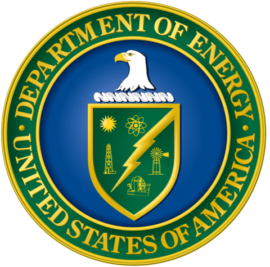 · DEPARTMENT OF ENERGY ·
UNITED STATES OF AMERICA